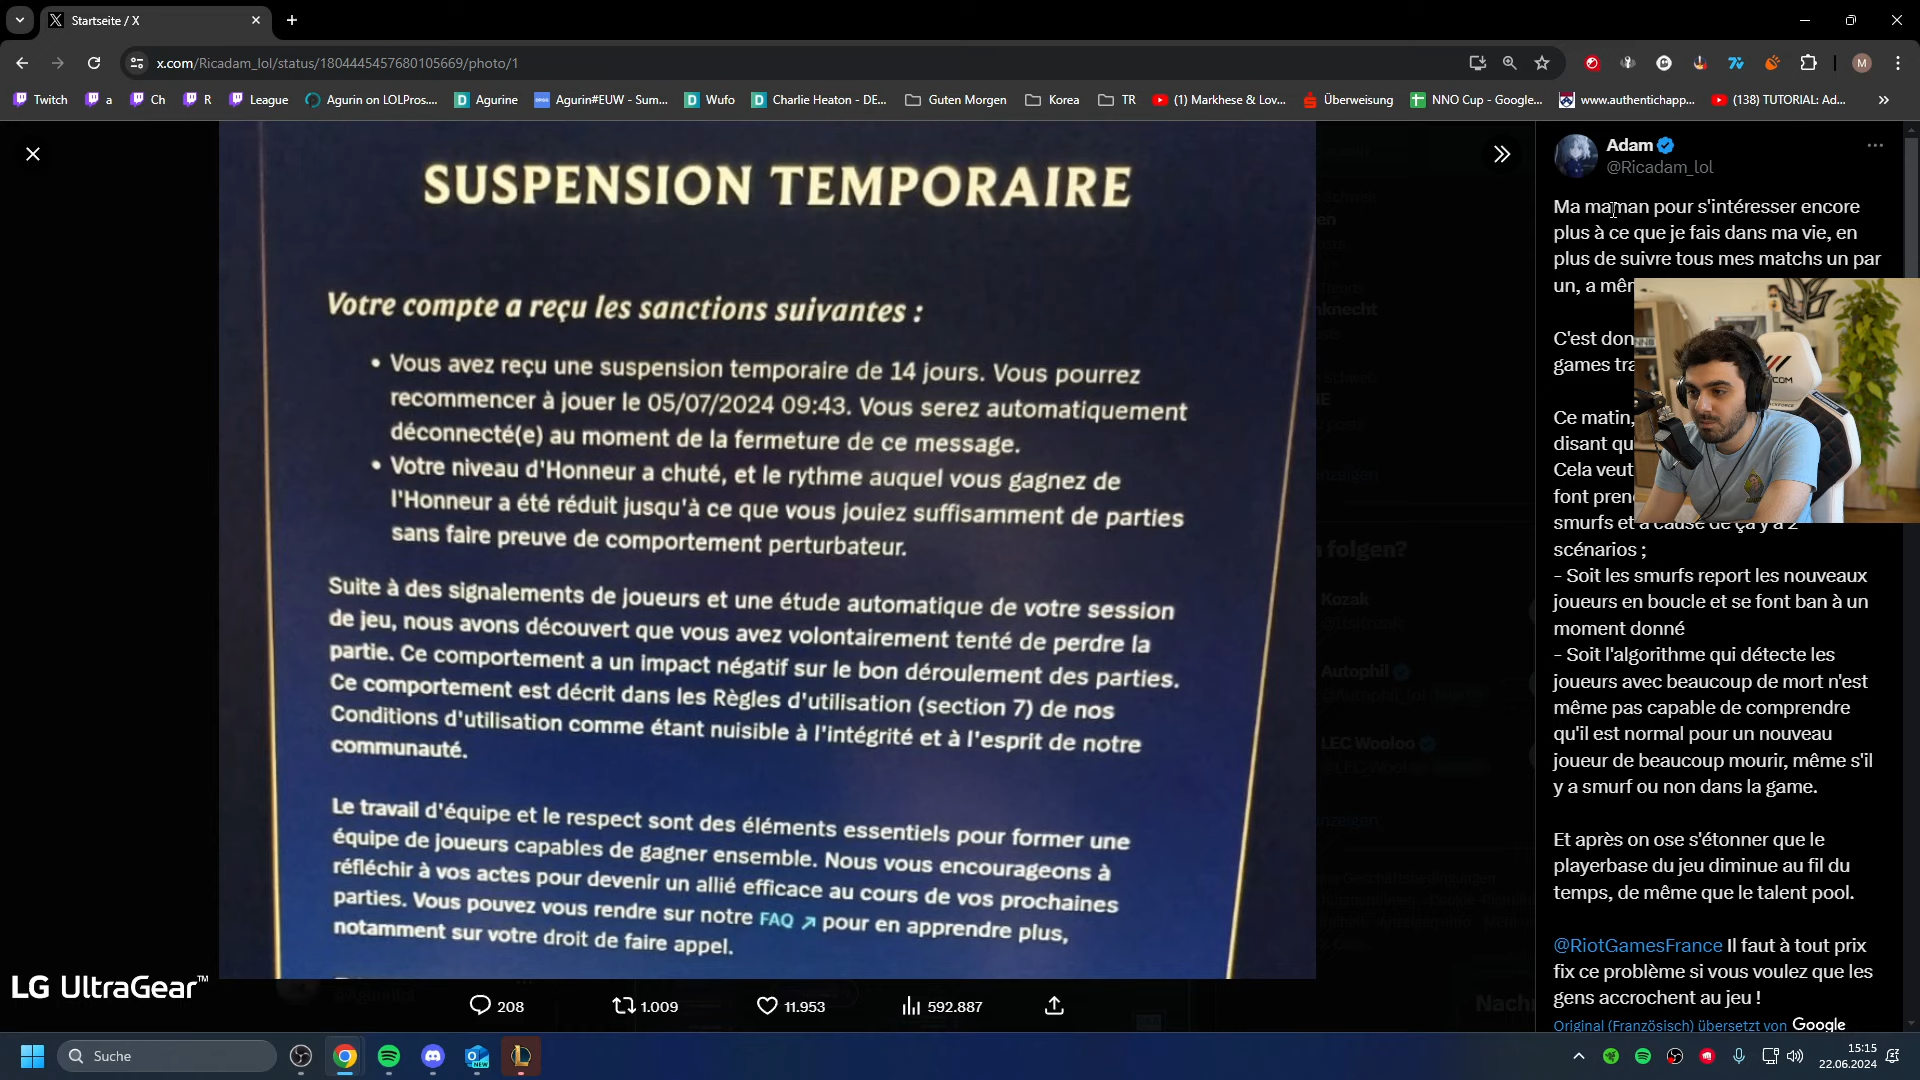 Startseite / X
x.com/Ricadam_lol/status/1804445457680105669/photo/1
M
Twitch
a
Ch
R
League
Agurin on LOLPros....
Agurine
Agurin#EUW - Sum...
Wufo
Charlie Heaton - DE...
Guten Morgen
Korea
TR
(1) Markhese & Lov...
Überweisung
NNO Cup - Google...
www.authentichapp...
(138) TUTORIAL: Ad...
SUSPENSION TEMPORAIRE
Votre compte a reçu les sanctions suivantes :
• Vous avez reçu une suspension temporaire de 14 jours. Vous pourrez
recommencer à jouer le 05/07/2024 09:43. Vous serez automatiquement
déconnecté(e) au moment de la fermeture de ce message.
• Votre niveau d'Honneur a chuté, et le rythme auquel vous gagnez de
l'Honneur a été réduit jusqu'à ce que vous jouiez suffisamment de parties
sans faire preuve de comportement perturbateur.
Suite à des signalements de joueurs et une étude automatique de votre session
de jeu, nous avons découvert que vous avez volontairement tenté de perdre la
partie. Ce comportement a un impact négatif sur le bon déroulement des parties.
Ce comportement est décrit dans les Règles d'utilisation (section 7) de nos
Conditions d'utilisation comme étant nuisible à l'intégrité et à l'esprit de notre
communauté.
Le travail d'équipe et le respect sont des éléments essentiels pour former une
équipe de joueurs capables de gagner ensemble. Nous vous encourageons à
réfléchir à vos actes pour devenir un allié efficace au cours de vos prochaines
parties. Vous pouvez vous rendre sur notre FAQ ↗ pour en apprendre plus,
notamment sur votre droit de faire appel.
n folgen?
Kozak
Autophil
LEC Wooloo
LG UltraGear™
208
1.009
11.953
592.887
Adam
@Ricadam_lol
Ma maman pour s'intéresser encore
plus à ce que je fais dans ma vie, en
plus de suivre tous mes matchs un par
un, a mê
C'est don
games tra
Ce matin,
disant qu
Cela veut
font pren
smurfs et à cause de ça y a 2
scénarios ;
- Soit les smurfs report les nouveaux
joueurs en boucle et se font ban à un
moment donné
- Soit l'algorithme qui détecte les
joueurs avec beaucoup de mort n'est
même pas capable de comprendre
qu'il est normal pour un nouveau
joueur de beaucoup mourir, même s'il
y a smurf ou non dans la game.
Et après on ose s'étonner que le
playerbase du jeu diminue au fil du
temps, de même que le talent pool.
@RiotGamesFrance Il faut à tout prix
fix ce problème si vous voulez que les
gens accrochent au jeu !
Original (Französisch) übersetzt von Google
Suche
15:15
22.06.2024